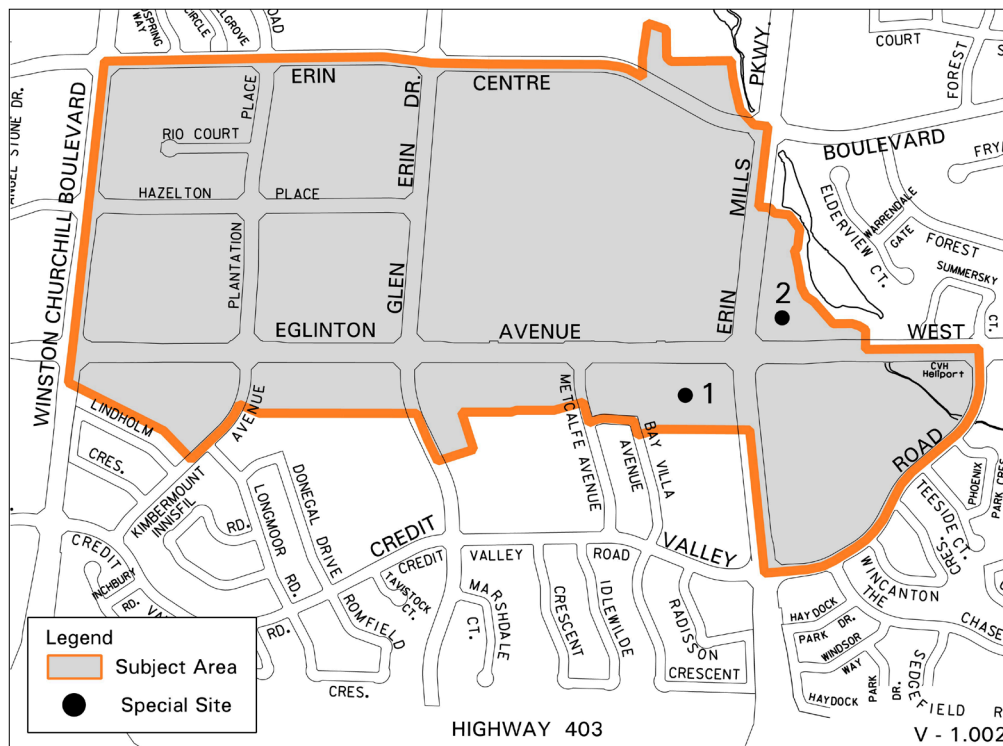 OSPRING WAY
CIRCLE
ELGROVE
ROAD
PKWY.
COURT
FOREST
ANGEL STONE DR.
WINSTON CHURCHILL BOULEVARD
ERIN CENTRE BOULEVARD
PLACE
DR.
RIO COURT
ERIN
MILLS
HAZELTON PLACE
ELDERVIEW CT.
WARRENDALE
GATE
FOREST
SUMMERSKY
CT.
PLANTATION
GLEN
ERIN
2
EGLINTON AVENUE WEST
CVH
Heliport
1
LINDHOLM
CRES.
AVENUE
METCALFE AVENUE
BAY VILLA
AVENUE
ROAD
PHOENIX
PARK CRES.
TEESIDE CT.
CRES.
KIMBERMOUNT
INNISFIL
RD.
DONEGAL DRIVE
LONGMOOR
RD.
CREDIT VALLEY
CREDIT
VALLEY
ROAD
WINCANTON
THE
CHASE
CREDIT
INCHBURY
RD.
VA
RD.
TAVISTOCK
CT.
ROMFIELD
CRES.
MARSHDALE
CT.
CRESCENT
IDLEWILDE
RADISSON
CRESCENT
HAYDOCK
PARK DR.
WINDSOR
WAY
HAYDOCK
PARK
DR.
SEDGEFIELD R
Legend
Subject Area
Special Site
HIGHWAY 403
V - 1.002